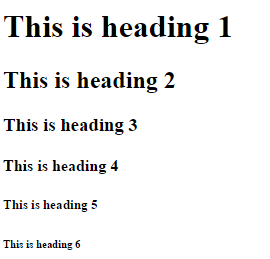 This is heading 1
This is heading 2
This is heading 3
This is heading 4
This is heading 5
This is heading 6